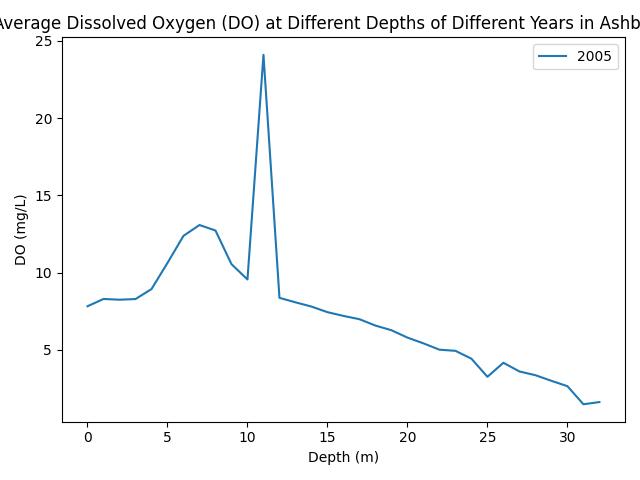 Average Dissolved Oxygen (DO) at Different Depths of Different Years in Ashb
25
2005
20
15
DO (mg/L)
10
5
0 5 10 15 20 25 30
Depth (m)